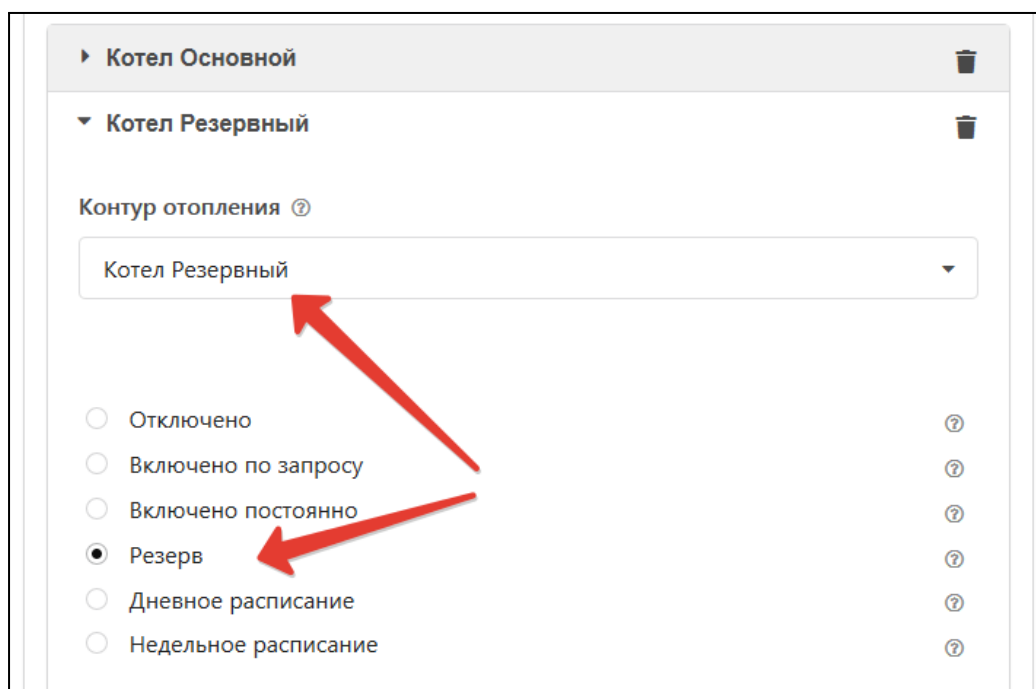 Котел Основной
Котел Резервный
Контур отопления
Котел Резервный
Отключено
Включено по запросу
Включено постоянно
Резерв
Дневное расписание
Недельное расписание